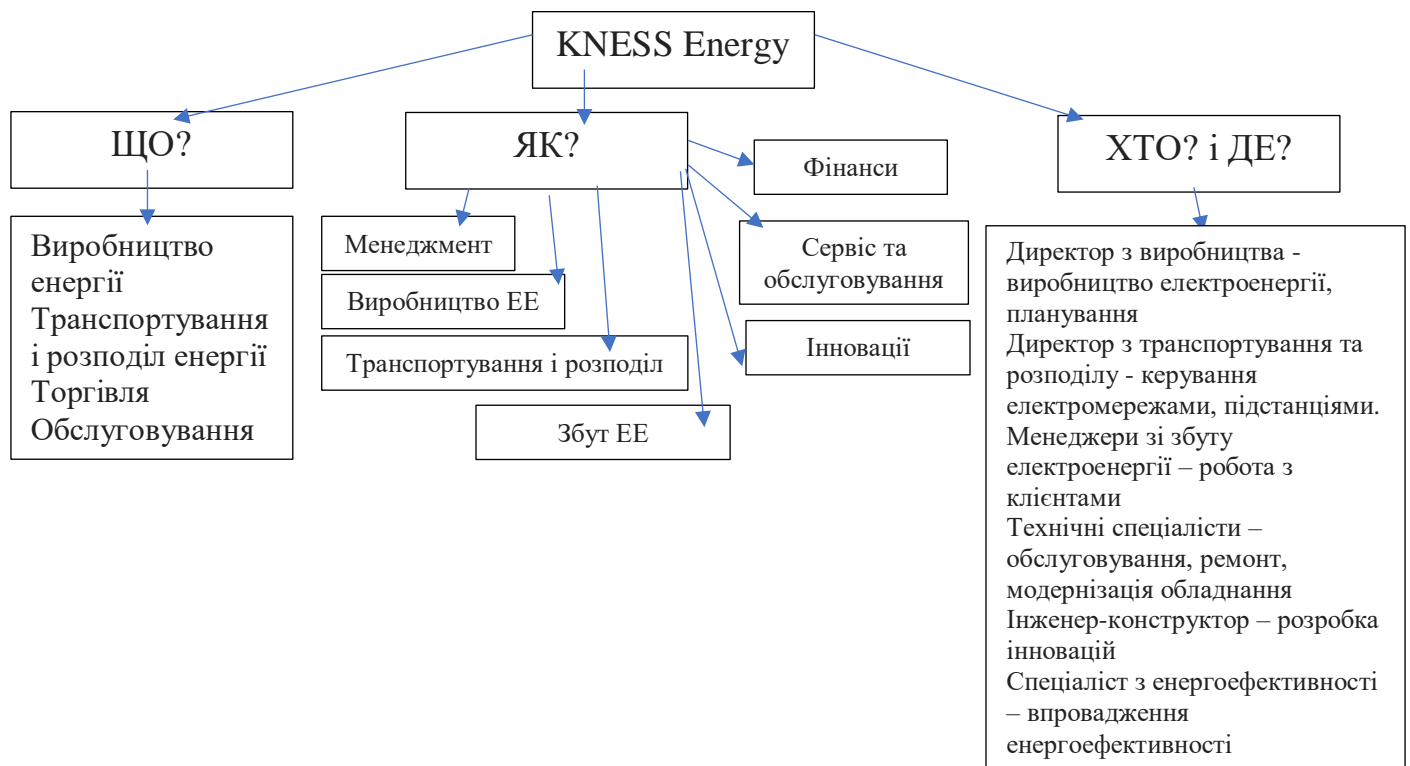 KNESS Energy
ЩО?
ЯК?
ХТО? і ДЕ?
Виробництво
енергії
Транспортування
і розподіл енергії
Торгівля
Обслуговування
Менеджмент
Виробництво ЕЕ
Транспортування і розподіл
Збут ЕЕ
Фінанси
Сервіс та
обслуговування
Інновації
Директор з виробництва -
виробництво електроенергії,
планування
Директор з транспортування та
розподілу - керування
електромережами, підстанціями.
Менеджери зі збуту
електроенергії – робота з
клієнтами
Технічні спеціалісти –
обслуговування, ремонт,
модернізація обладнання
Інженер-конструктор – розробка
інновацій
Спеціаліст з енергоефективності
– впровадження
енергоефективності